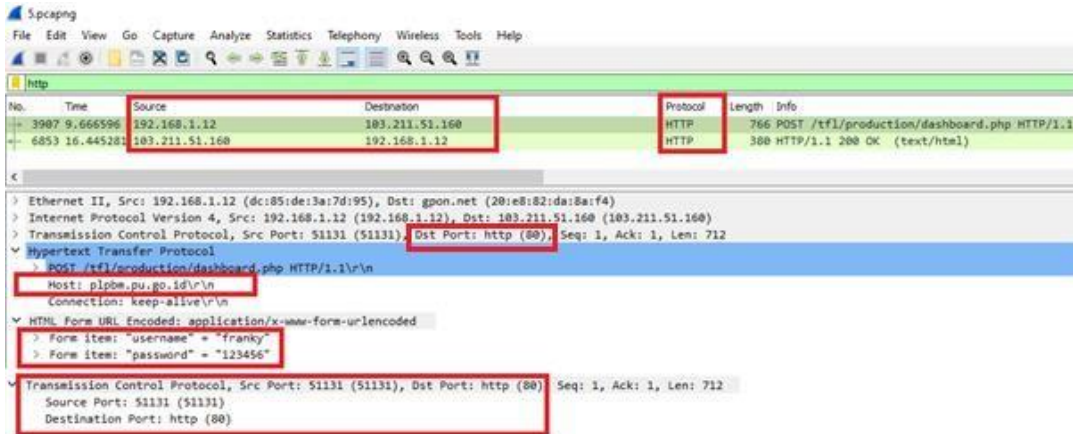 5.pcapng
File Edit View Go Capture Analyze Statistics Telephony Wireless Tools Help
http
No. Time Source Destination Protocol Length Info
3907 9.666596 192.168.1.12 103.211.51.160 HTTP 766 POST /tfl/production/dashboard.php HTTP/1.1
6853 16.445281 103.211.51.160 192.168.1.12 HTTP 380 HTTP/1.1 200 OK (text/html)
Ethernet II, Src: 192.168.1.12 (dc:85:de:3a:7d:95), Dst: gpon.net (20:e8:82:da:8a:f4)
Internet Protocol Version 4, Src: 192.168.1.12 (192.168.1.12), Dst: 103.211.51.160 (103.211.51.160)
Transmission Control Protocol, Src Port: 51131 (51131), Dst Port: http (80), Seq: 1, Ack: 1, Len: 712
Hypertext Transfer Protocol
POST /tfl/production/dashboard.php HTTP/1.1\r\n
Host: plpbm.pu.go.id\r\n
Connection: keep-alive\r\n
HTML Form URL Encoded: application/x-www-form-urlencoded
Form item: "username" = "franky"
Form item: "password" = "123456"
Transmission Control Protocol, Src Port: 51131 (51131), Dst Port: http (80) Seq: 1, Ack: 1, Len: 712
Source Port: 51131 (51131)
Destination Port: http (80)